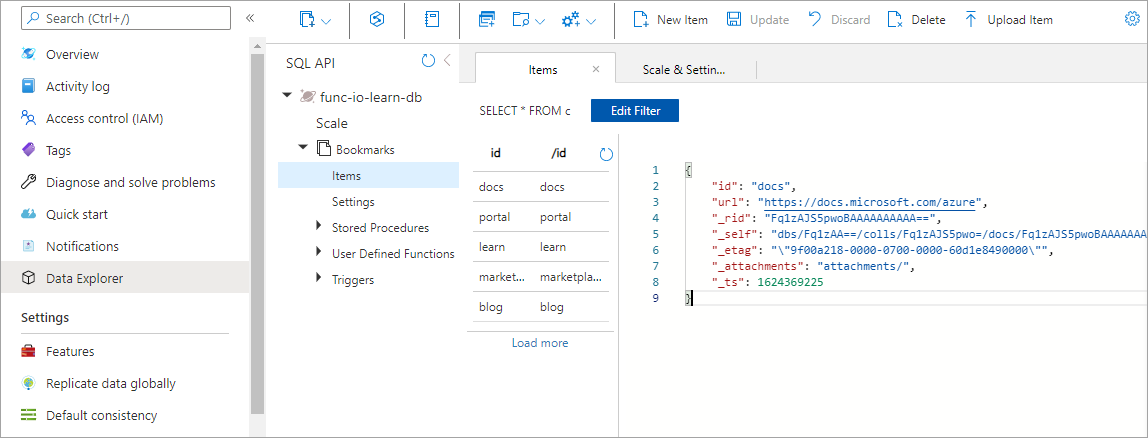 Search (Ctrl+/)
«
Overview
Activity log
Access control (IAM)
Tags
Diagnose and solve problems
Quick start
Notifications
Data Explorer
Settings
Features
Replicate data globally
Default consistency
New Item
Update
Discard
Delete
Upload Item
SQL API
func-io-learn-db
Scale
Bookmarks
Items
Settings
Stored Procedures
User Defined Functions
Triggers
Items
Scale & Settin...
SELECT * FROM c
Edit Filter
id /id
docs docs
portal portal
learn learn
market... marketpla...
blog blog
Load more
1 {
2 "id": "docs",
3 "url": "https://docs.microsoft.com/azure",
4 "_rid": "Fq1zAJS5pwoBAAAAAAAAAA==",
5 "_self": "dbs/Fq1zAA==/colls/Fq1zAJS5pwo=/docs/Fq1zAJS5pwoBAAAAAAA
6 "_etag": "\"9f00a218-0000-0700-0000-60d1e8490000\"",
7 "_attachments": "attachments/",
8 "_ts": 1624369225
9 }